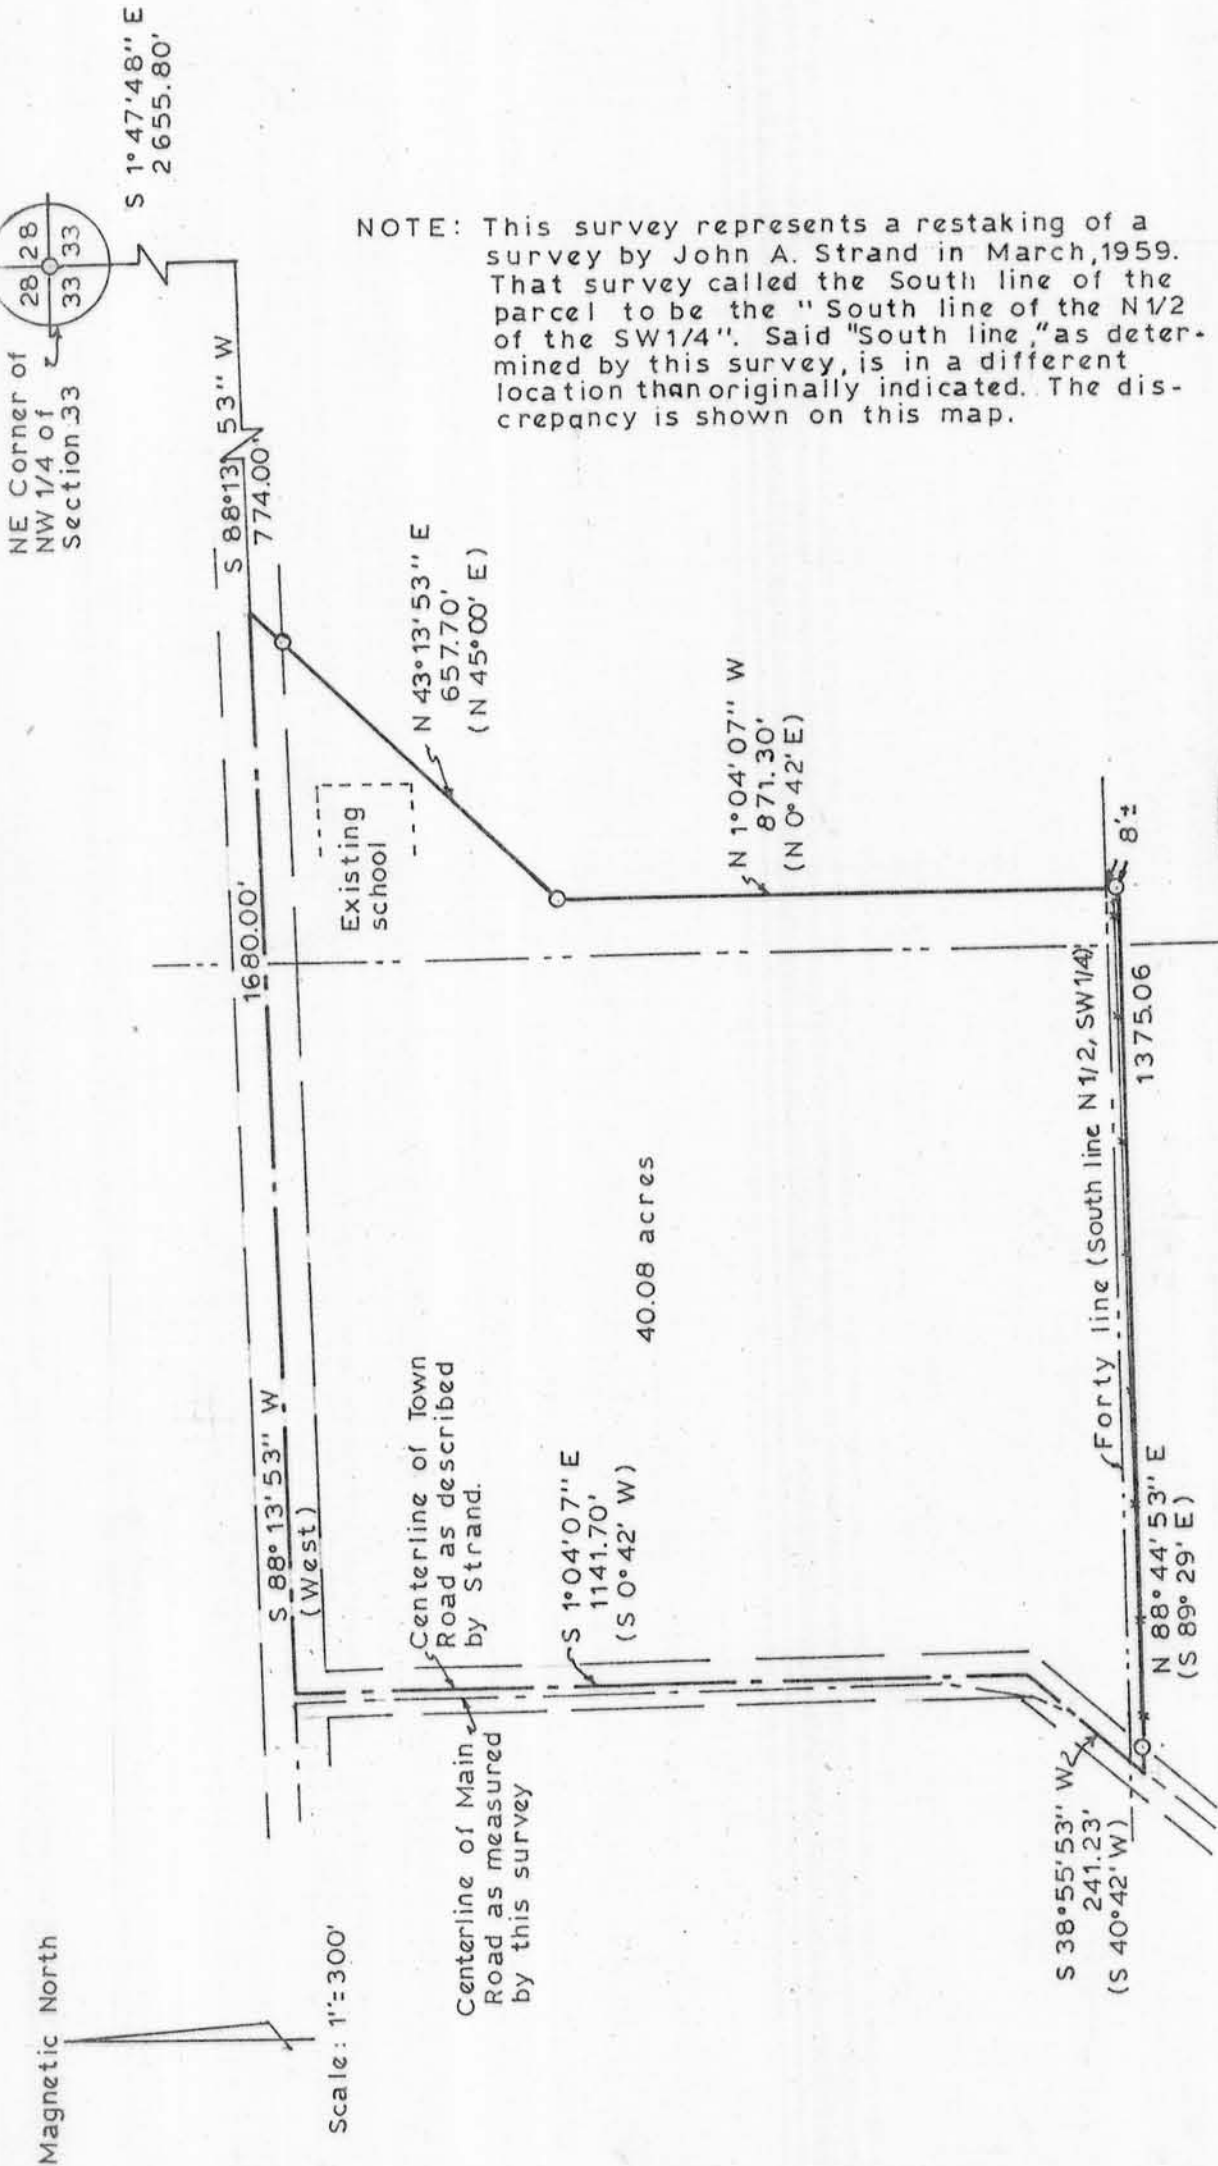 Magnetic North
Scale: 1"=300'
NE Corner of
NW 1/4 of
Section 33
28 28
33 33
S 1°47'48" E
2655.80'
S 88°13' 53" W
774.00'
NOTE: This survey represents a restaking of a
survey by John A. Strand in March, 1959.
That survey called the South line of the
parcel to be the "South line of the N 1/2
of the SW 1/4". Said "South line," as deter-
mined by this survey, is in a different
location than originally indicated. The dis-
crepancy is shown on this map.
1680.00'
S 88° 13' 53" W
(West)
Existing
school
N 43°13'53" E
657.70'
(N 45°00' E)
N 1°04'07" W
871.30'
(N 0°42' E)
Centerline of Town
Road as described
by Strand.
Centerline of Main
Road as measured
by this survey
S 1°04'07" E
1141.70'
(S 0°42' W)
40.08 acres
Forty line (South line N 1/2, SW 1/4)
8'±
1375.06
N 88°44'53" E
(S 89° 29' E)
S 38°55'53" W
241.23'
(S 40°42' W)